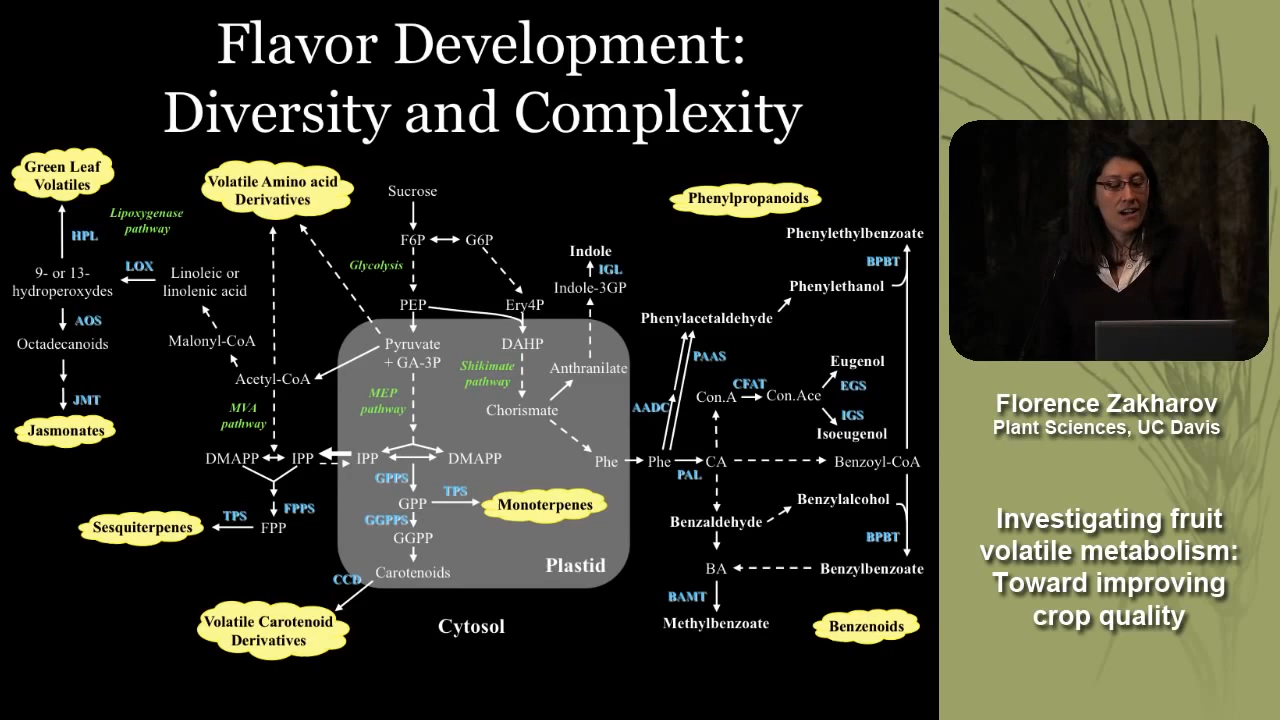 Flavor Development:
Diversity and Complexity
Green Leaf
Volatiles
Lipoxygenase
pathway
HPL
LOX
9- or 13-
hydroperoxydes
Linoleic or
linolenic acid
AOS
Octadecanoids
Malonyl-CoA
Acetyl-CoA
JMT
Jasmonates
MVA
pathway
Volatile Amino acid
Derivatives
Sucrose
F6P
G6P
Glycolysis
PEP
Ery4P
Pyruvate
+ GA-3P
DAHP
Shikimate
pathway
MEP
pathway
Chorismate
Anthranilate
Indole
IGL
Indole-3GP
DMAPP
IPP
IPP
DMAPP
GPPS
GPP
TPS
Monoterpenes
GGPPS
GGPP
Carotenoids
Plastid
CCD
Volatile Carotenoid
Derivatives
Cytosol
FPPS
FPP
TPS
Sesquiterpenes
Phenylpropanoids
Phenylethylbenzoate
BPBT
Phenylethanol
Phenylacetaldehyde
PAAS
AADC
Eugenol
CFAT
EGS
Con.A
Con.Ace
IGS
Isoeugenol
Phe
Phe
PAL
CA
Benzoyl-CoA
Benzylalcohol
Benzaldehyde
BPBT
BA
Benzylbenzoate
BAMT
Methylbenzoate
Benzenoids
Florence Zakharov
Plant Sciences, UC Davis
Investigating fruit
volatile metabolism:
Toward improving
crop quality